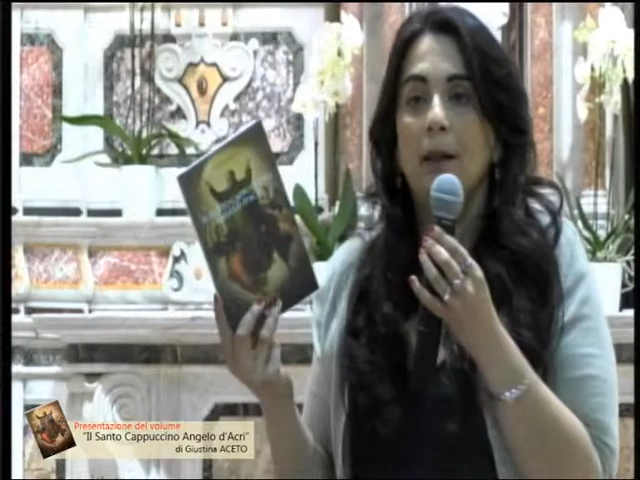 Presentazione del volume
"Il Santo Cappuccino Angelo d'Acri"
di Giustina ACETO